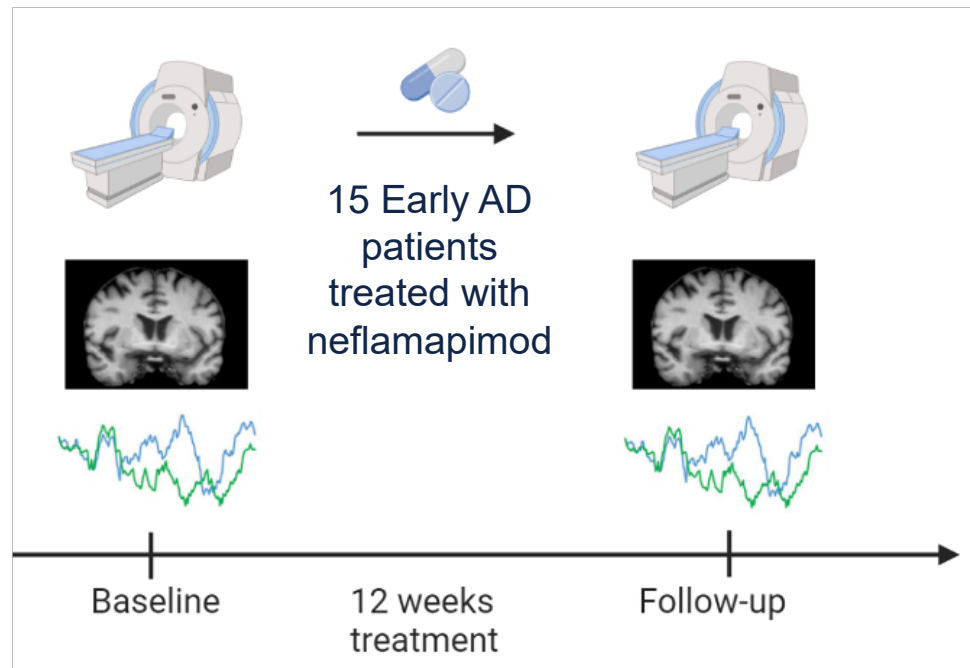 15 Early AD
patients
treated with
neflamapimod
Baseline
12 weeks
treatment
Follow-up